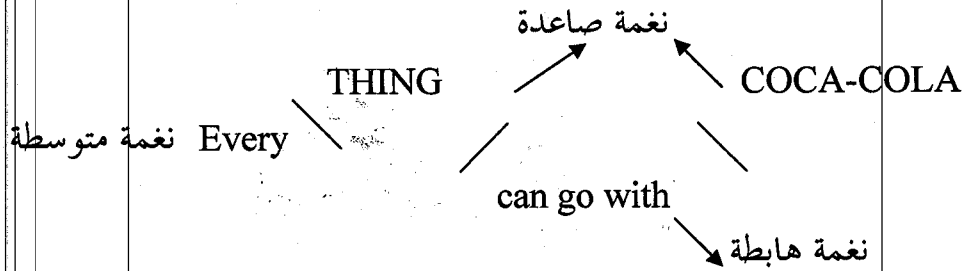 نغمة صاعدة
THING COCA-COLA
نغمة متوسطة Every
can go with
نغمة هابطة